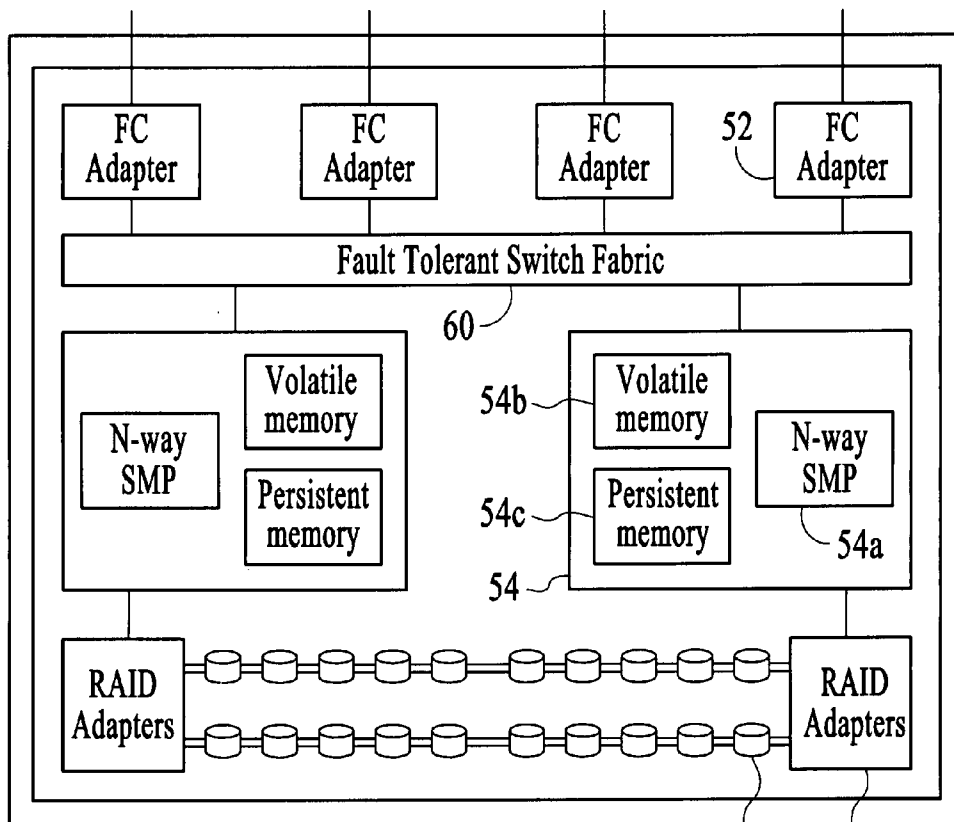 FC
Adapter
FC
Adapter
FC
Adapter
FC
Adapter
52
Fault Tolerant Switch Fabric
60
Volatile
memory
N-way
SMP
Persistent
memory
54b
Volatile
memory
N-way
SMP
54c
Persistent
memory
54a
54
RAID
Adapters
RAID
Adapters